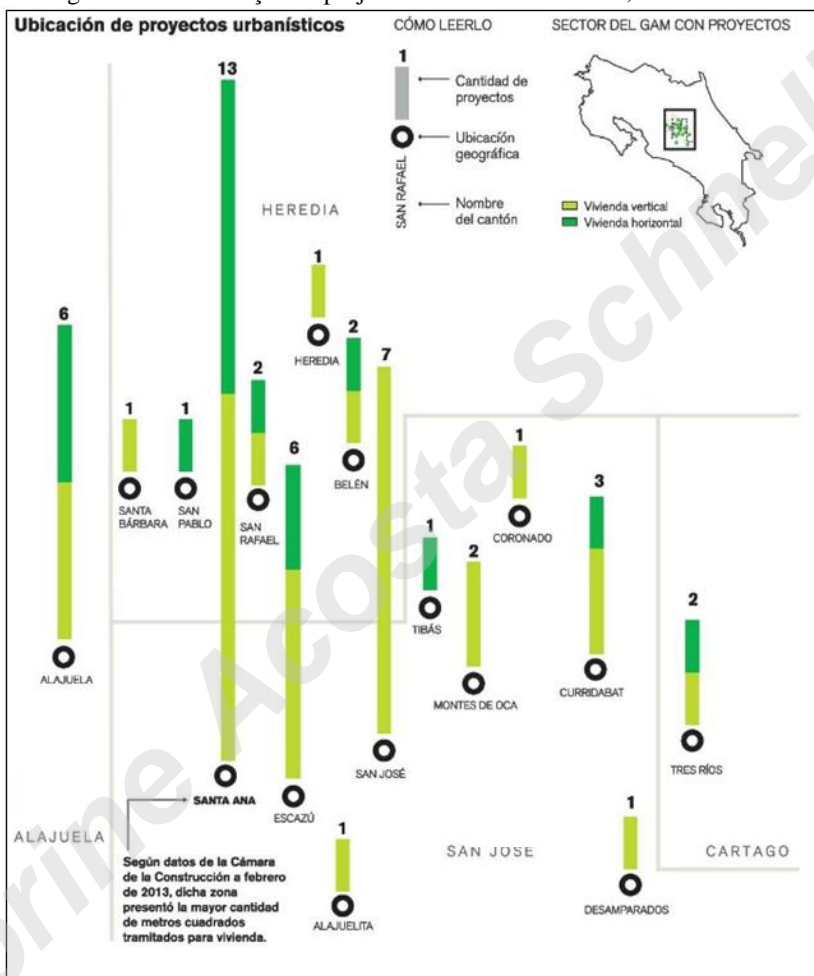 Ubicación de proyectos urbanísticos
CÓMO LEERLO
1
Cantidad de
proyectos
Ubicación
geográfica
SAN RAFAEL
Nombre
del cantón
SECTOR DEL GAM CON PROYECTOS
Vivienda vertical
Vivienda horizontal
HEREDIA
13
6
ALAJUELA
1
SANTA
BÁRBARA
1
SAN
PABLO
2
SAN
RAFAEL
1
HEREDIA
2
BELÉN
7
SAN JOSÉ
6
ESCAZÚ
SANTA ANA
1
TIBÁS
2
MONTES DE OCA
1
CORONADO
3
CURRIDABAT
2
TRES RÍOS
1
ALAJUELITA
1
DESAMPARADOS
ALAJUELA
SAN JOSE
CARTAGO
Según datos de la Cámara
de la Construcción a febrero
de 2013, dicha zona
presentó la mayor cantidad
de metros cuadrados
tramitados para vivienda.
Acosta Schnell